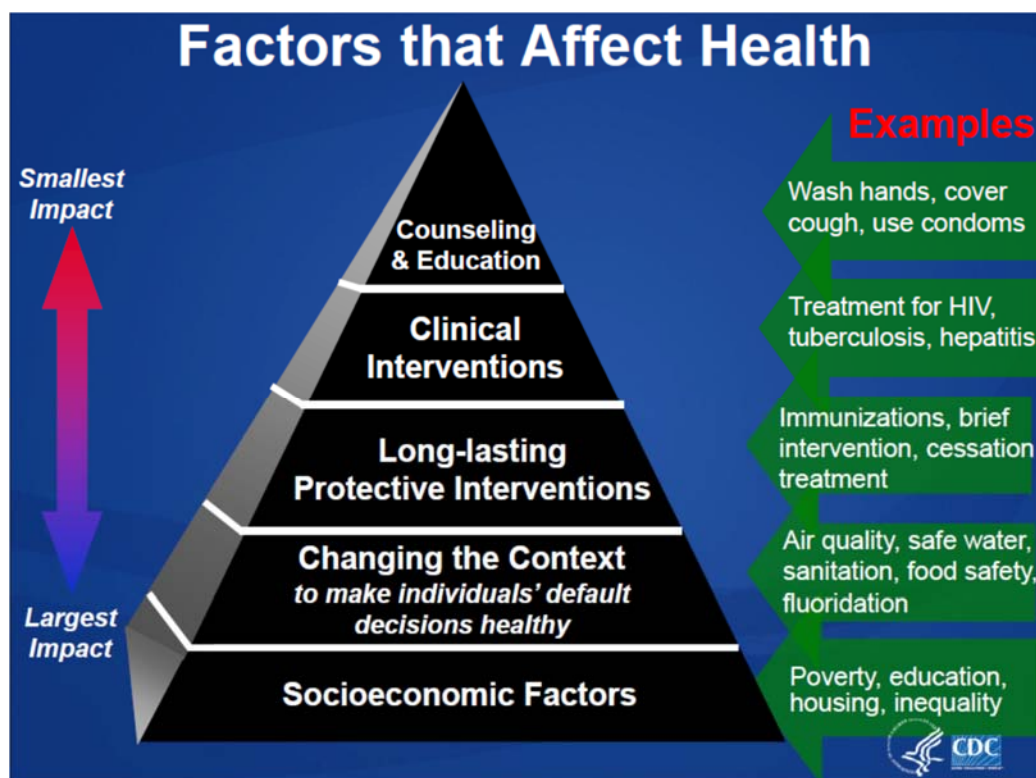 Factors that Affect Health
Examples
Smallest
Impact
Largest
Impact
Counseling
& Education
Wash hands, cover
cough, use condoms
Clinical
Interventions
Treatment for HIV,
tuberculosis, hepatitis
Long-lasting
Protective Interventions
Immunizations, brief
intervention, cessation
treatment
Changing the Context
to make individuals' default
decisions healthy
Air quality, safe water,
sanitation, food safety,
fluoridation
Socioeconomic Factors
Poverty, education,
housing, inequality
CDC